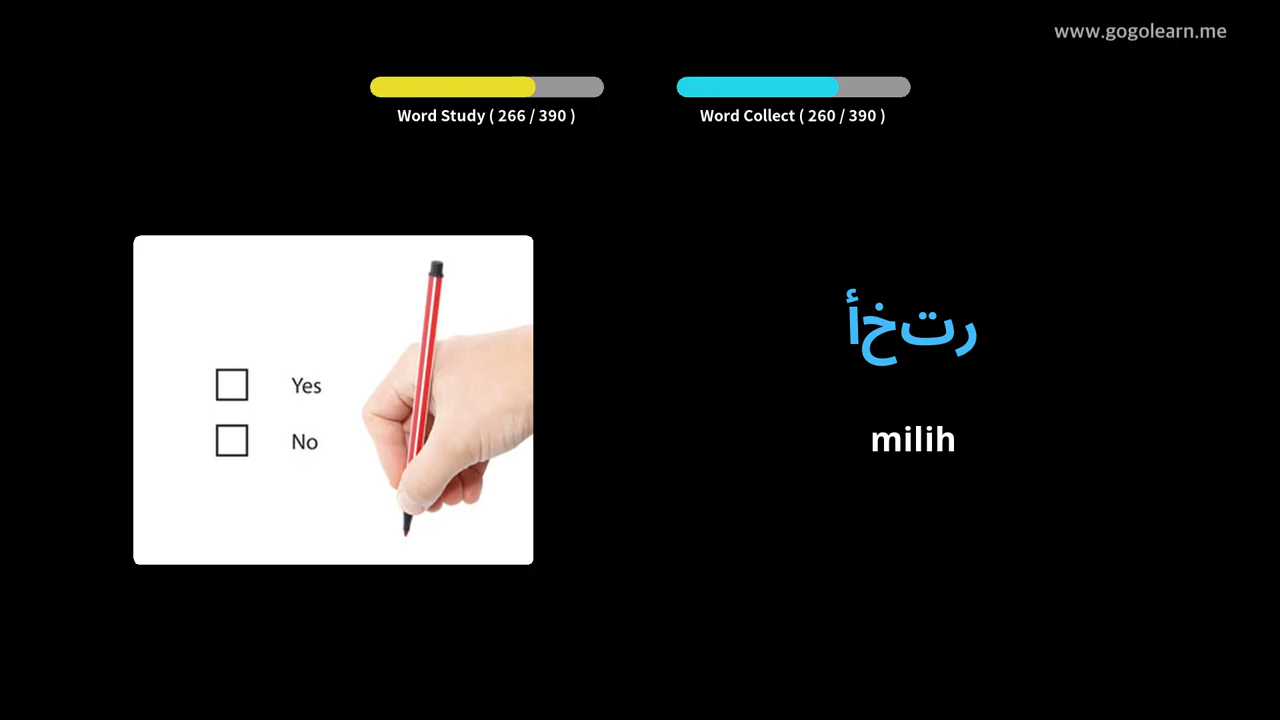 www.gogolearn.me
Word Study ( 266 / 390 )
Word Collect ( 260 / 390 )
Yes
No
رتخأ
milih